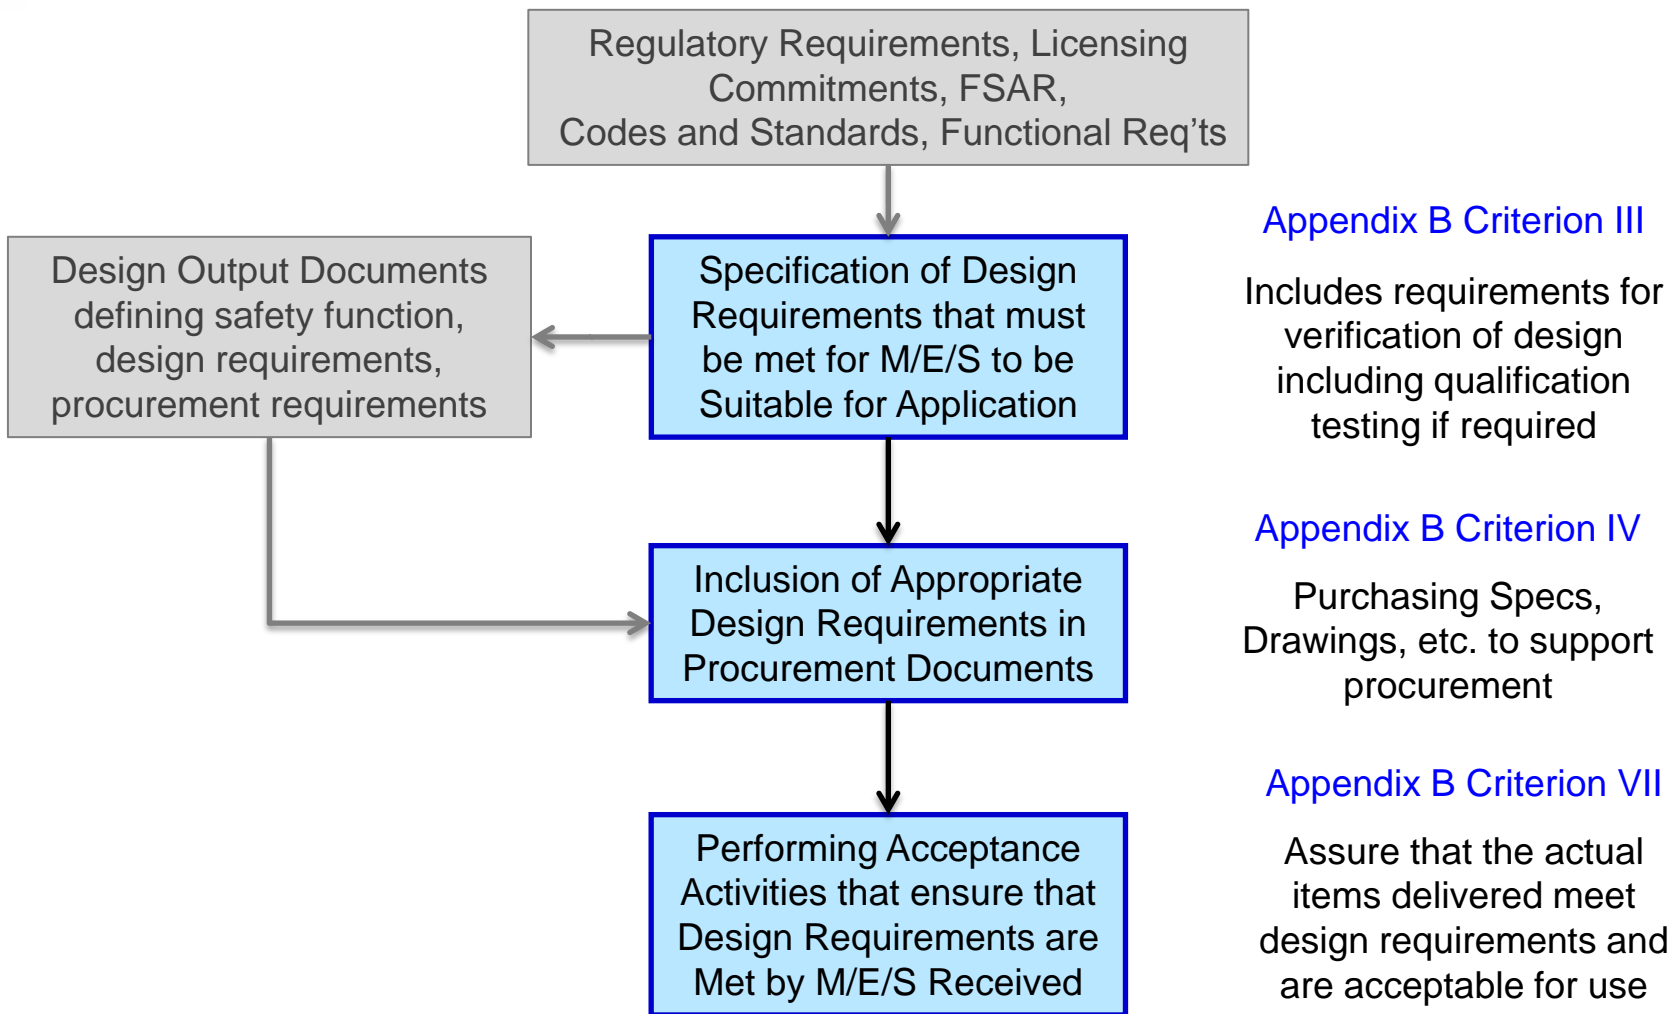 Regulatory Requirements, Licensing
Commitments, FSAR,
Codes and Standards, Functional Req’ts
Design Output Documents
defining safety function,
design requirements,
procurement requirements
Specification of Design
Requirements that must
be met for M/E/S to be
Suitable for Application
Appendix B Criterion III
Includes requirements for
verification of design
including qualification
testing if required
Inclusion of Appropriate
Design Requirements in
Procurement Documents
Appendix B Criterion IV
Purchasing Specs,
Drawings, etc. to support
procurement
Performing Acceptance
Activities that ensure that
Design Requirements are
Met by M/E/S Received
Appendix B Criterion VII
Assure that the actual
items delivered meet
design requirements and
are acceptable for use